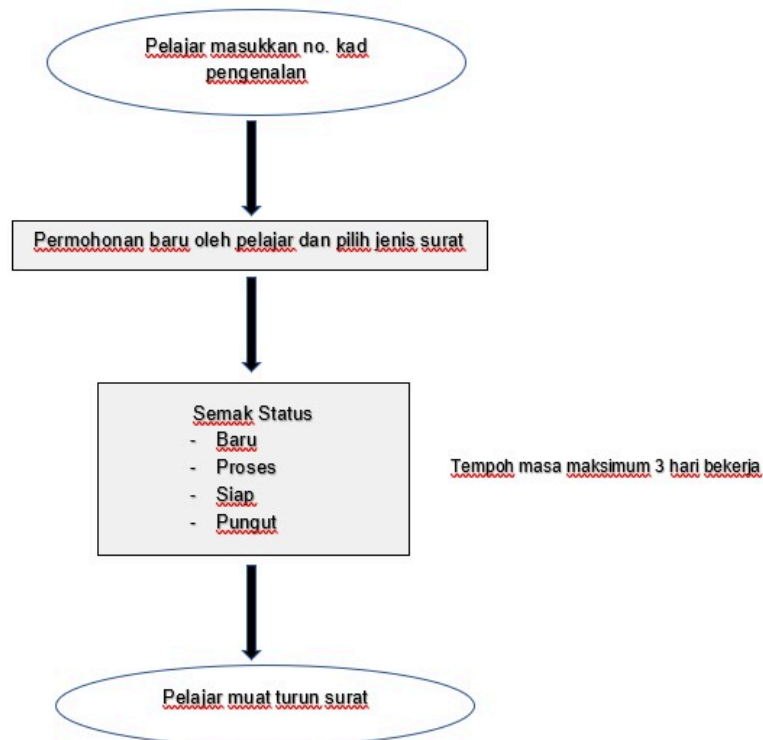 Pelajar masukkan no. kad
pengenalan
Permohonan baru oleh pelajar dan pilih jenis surat
Semak Status
- Baru
- Proses
- Siap
- Pungut
Tempoh masa maksimum 3 hari bekerja
Pelajar muat turun surat